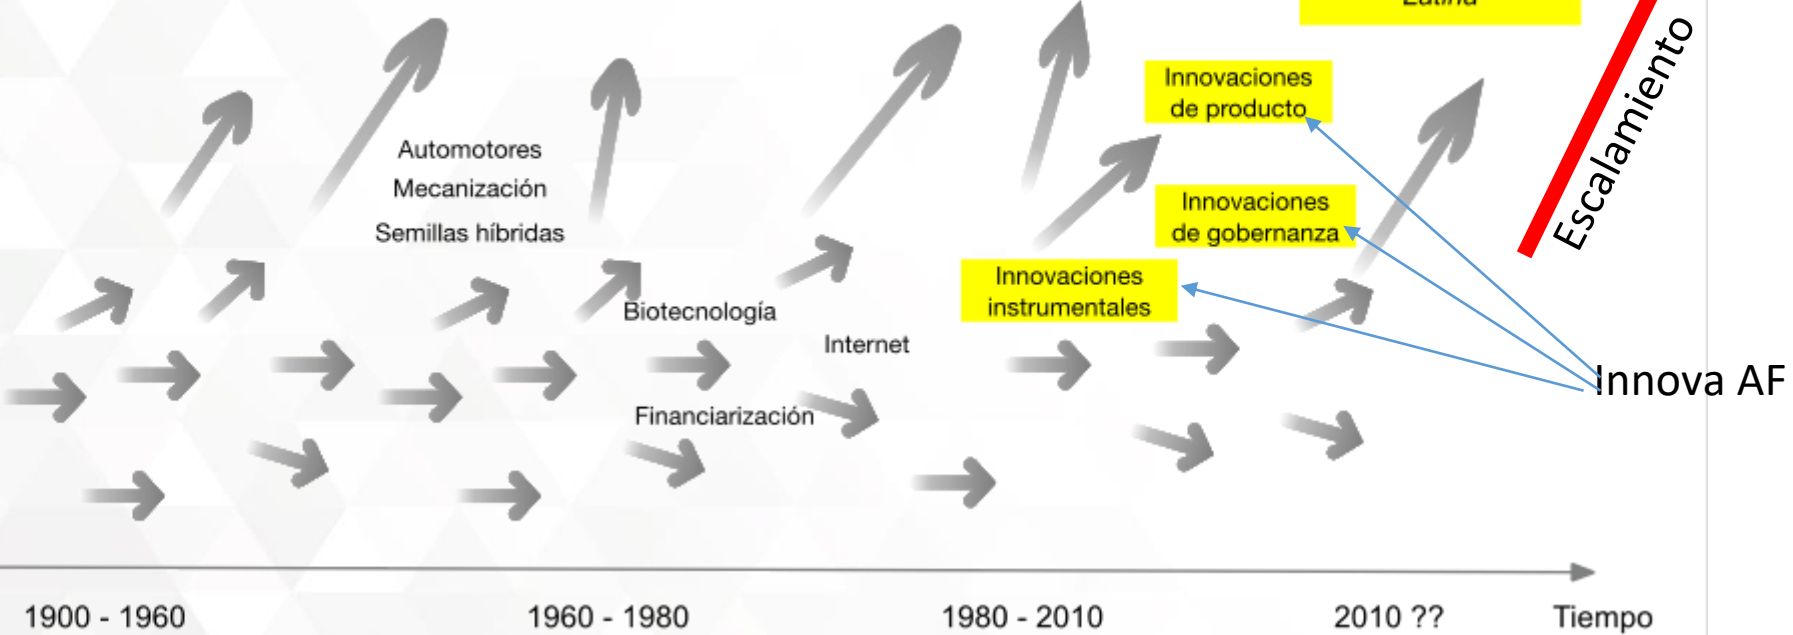 Latina
Escalamiento
Innovaciones
de producto
Automotores
Mecanización
Semillas híbridas
Innovaciones
de gobernanza
Innovaciones
instrumentales
Biotecnología
Internet
Innova AF
Financiarización
1900 - 1960
1960 - 1980
1980 - 2010
2010 ??
Tiempo